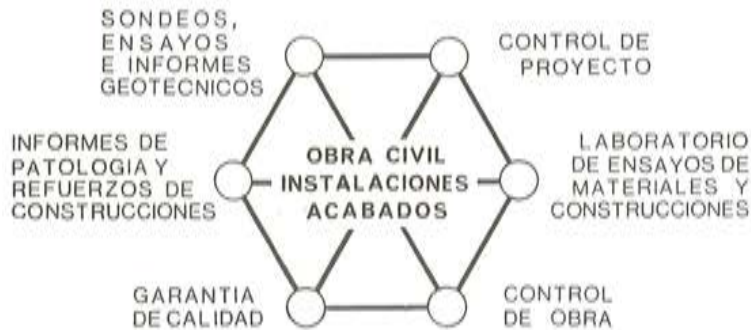 SONDEOS,
ENSAYOS
E INFORMES
GEOTECNICOS
CONTROL DE
PROYECTO
INFORMES DE
PATOLOGIA Y
REFUERZOS DE
CONSTRUCCIONES
OBRA CIVIL
INSTALACIONES
ACABADOS
LABORATORIO
DE ENSAYOS DE
MATERIALES Y
CONSTRUCCIONES
GARANTIA
DE CALIDAD
CONTROL
DE OBRA